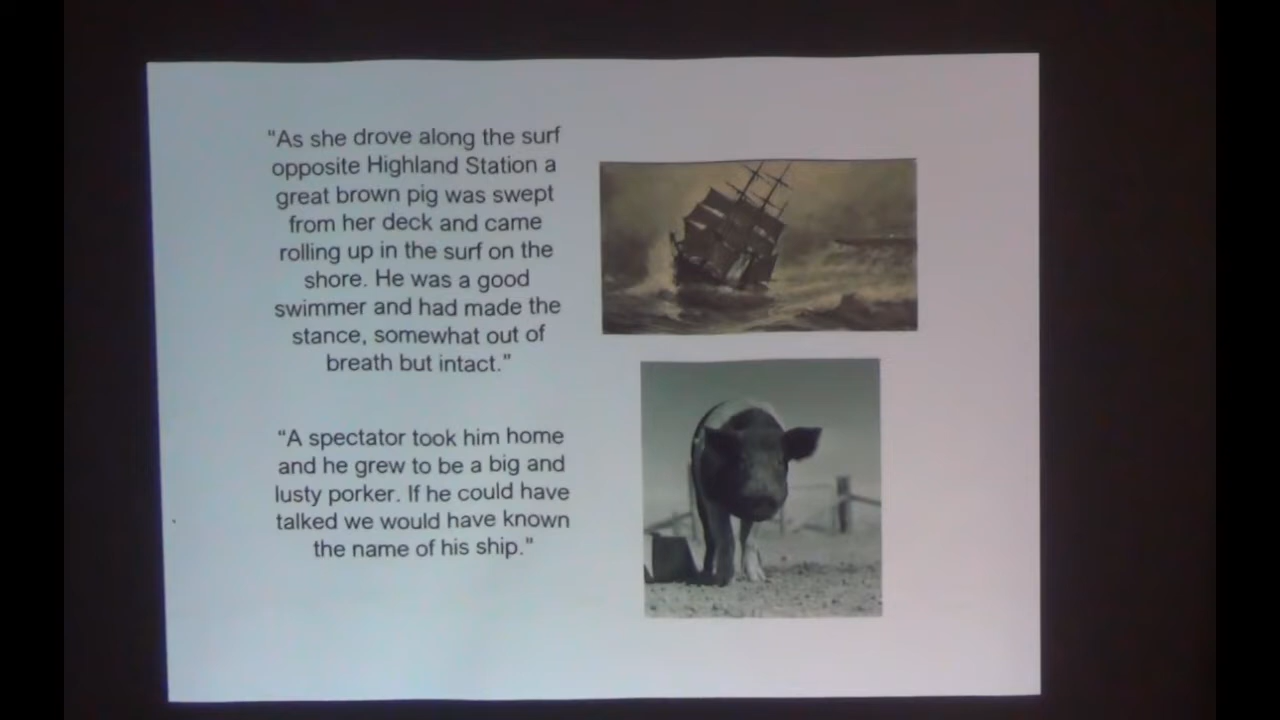 “As she drove along the surf
opposite Highland Station a
great brown pig was swept
from her deck and came
rolling up in the surf on the
shore. He was a good
swimmer and had made the
stance, somewhat out of
breath but intact.”
“A spectator took him home
and he grew to be a big and
lusty porker. If he could have
talked we would have known
the name of his ship.”